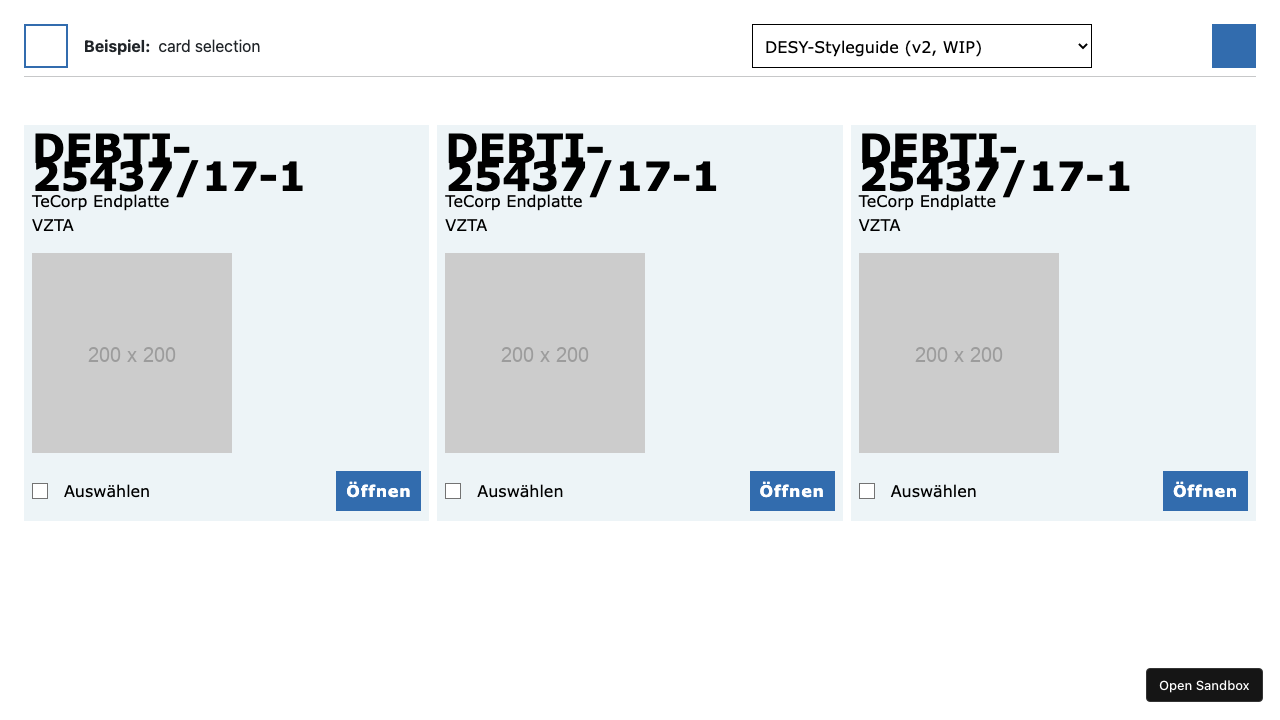 Beispiel: card selection
DESY-Styleguide (v2, WIP)
DEBTI-
25437/17-1
TeCorp Endplatte
VZTA
200 x 200
Auswählen
Öffnen
DEBTI-
25437/17-1
TeCorp Endplatte
VZTA
200 x 200
Auswählen
Öffnen
DEBTI-
25437/17-1
TeCorp Endplatte
VZTA
200 x 200
Auswählen
Öffnen
Open Sandbox